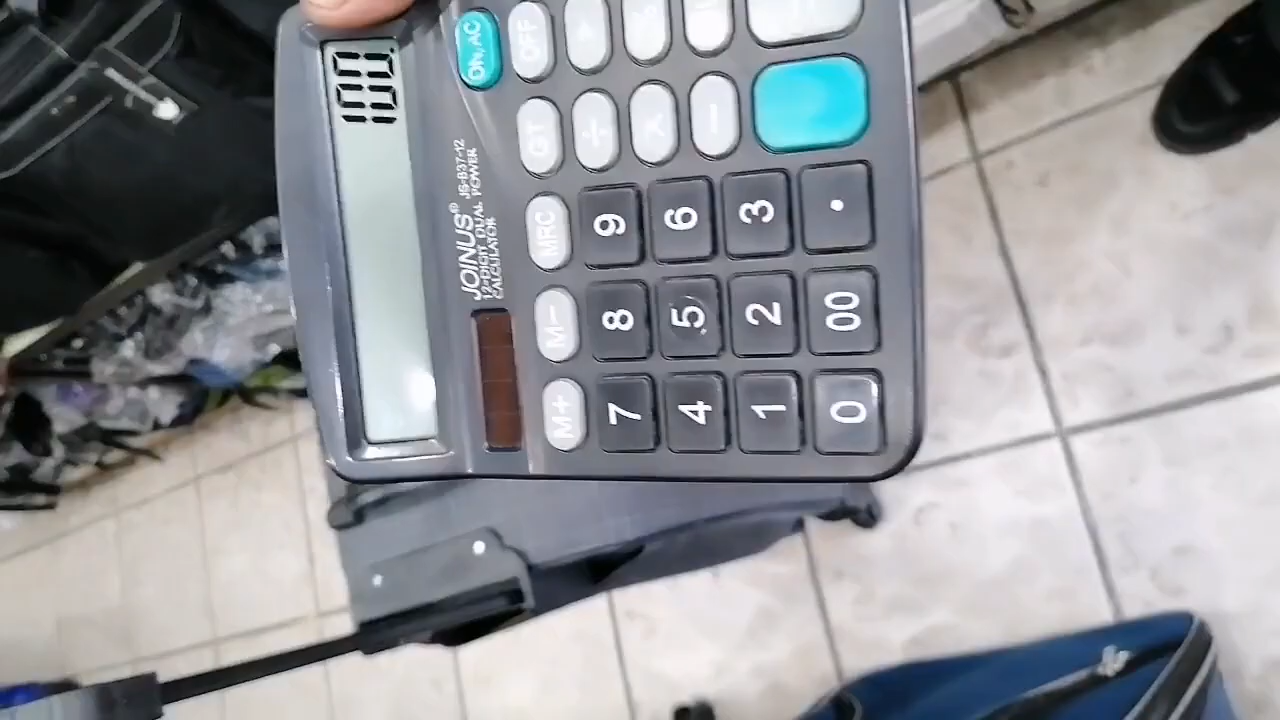 JOINUS® JS-837-12
12-DIGIT DUAL POWER
CALCULATOR
M+ M− MRC GT OFF ON/AC
7 8 9 ÷
4 5 6 ×
1 2 3 −
0 00 .